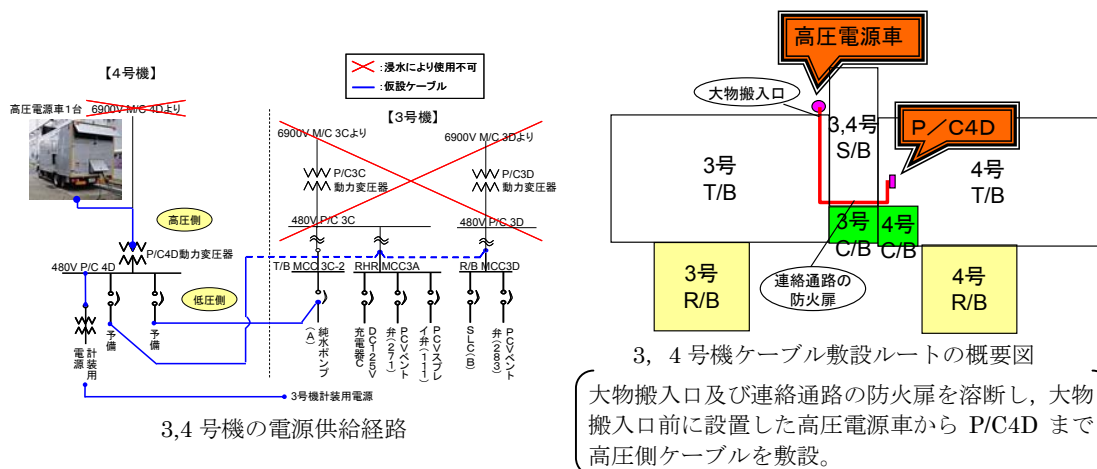 :浸水により使用不可
:仮設ケーブル
【4号機】
高圧電源車1台
6900V M/C 4Dより
高圧側
P/C4D動力変圧器
480V P/C 4D
低圧側
予備
予備
計装用
電源
【3号機】
6900V M/C 3Cより
6900V M/C 3Dより
P/C3C
動力変圧器
P/C3D
動力変圧器
480V P/C 3C
480V P/C 3D
T/B MCC 3C-2
RHR MCC3A
R/B MCC3D
純水ポンプ
(A)
DC125V
充電器C
PCVベント
弁(271)
PCVスプレ
イ弁(111)
SLC(B)
PCVベント
弁(283)
3号機計装用電源
3,4 号機の電源供給経路
高圧電源車
大物搬入口
3,4号
S/B
P/C4D
3号
T/B
4号
T/B
3号
C/B
4号
C/B
連絡通路の
防火扉
3号
R/B
4号
R/B
3，4 号機ケーブル敷設ルートの概要図
大物搬入口及び連絡通路の防火扉を溶断し，大物
搬入口前に設置した高圧電源車から P/C4D まで
高圧側ケーブルを敷設。